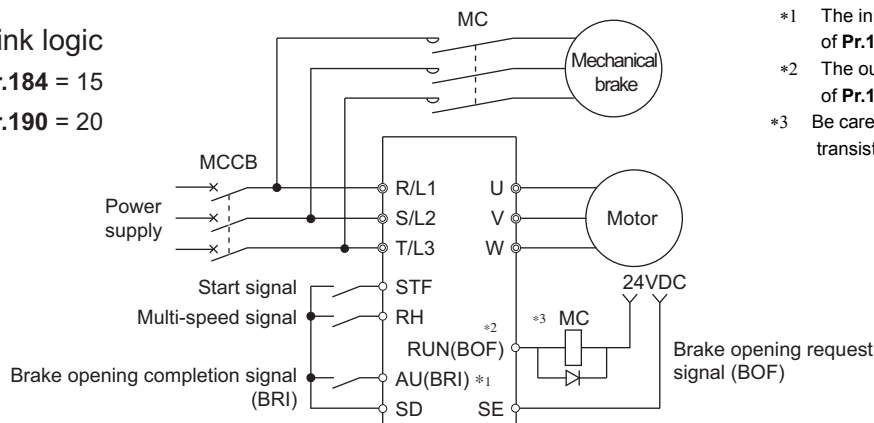 ink logic
r.184 = 15
r.190 = 20
MC
Mechanical
brake
*1 The in
of Pr.1
*2 The ou
of Pr.1
*3 Be care
transist
MCCB
Power
supply
R/L1
S/L2
T/L3
U
V
W
Motor
24VDC
Start signal
STF
Multi-speed signal
RH
*2
*3 MC
RUN(BOF)
Brake opening request
signal (BOF)
Brake opening completion signal
(BRI)
AU(BRI) *1
SD
SE